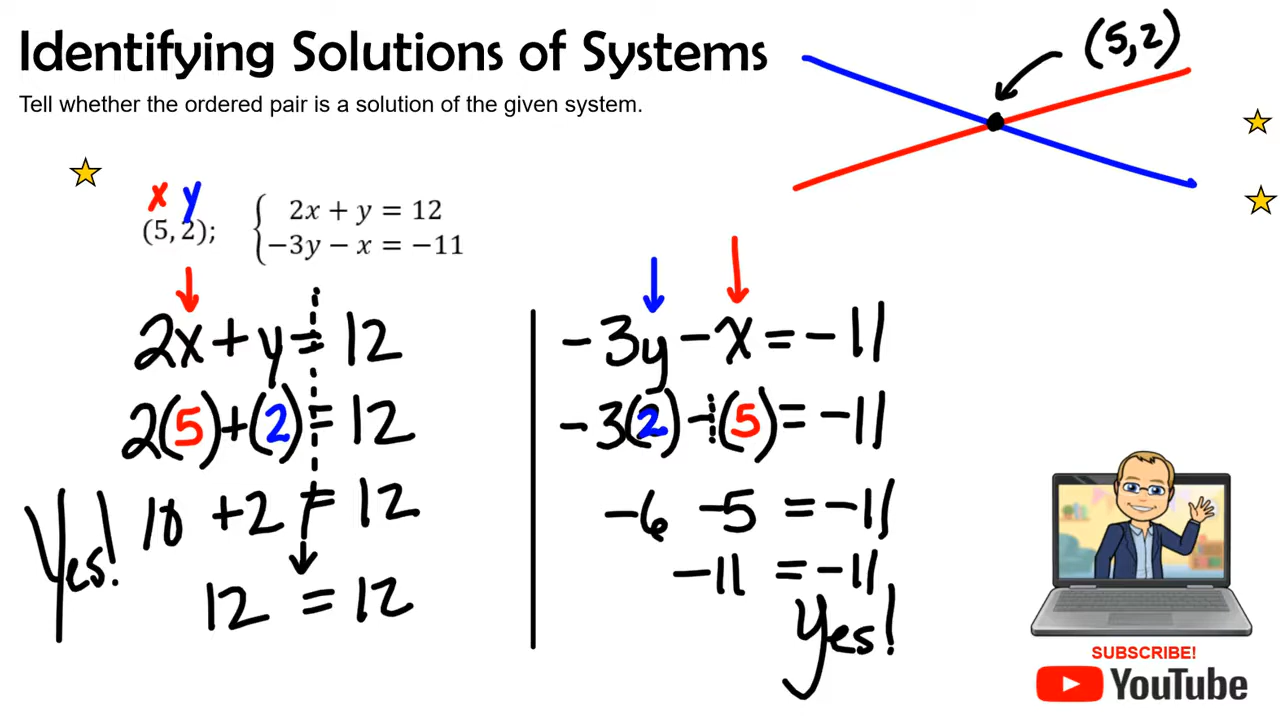 Identifying Solutions of Systems
(5,2)
Tell whether the ordered pair is a solution of the given system.
x y
(5, 2);
2x + y = 12
−3y − x = −11
2x + y = 12
2(5) + (2) = 12
10 + 2 = 12
12 = 12
Yes!
−3y − x = −11
−3(2) − (5) = −11
−6 −5 = −11
−11 = −11
Yes!
SUBSCRIBE!
YouTube